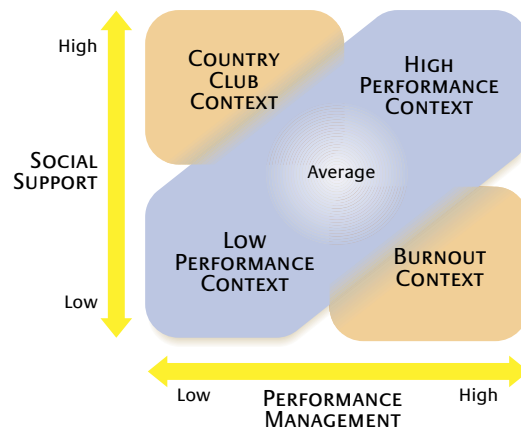 High
COUNTRY
CLUB
CONTEXT
HIGH
PERFORMANCE
CONTEXT
SOCIAL
SUPPORT
Average
LOW
PERFORMANCE
CONTEXT
BURNOUT
CONTEXT
Low
Low
PERFORMANCE
MANAGEMENT
High